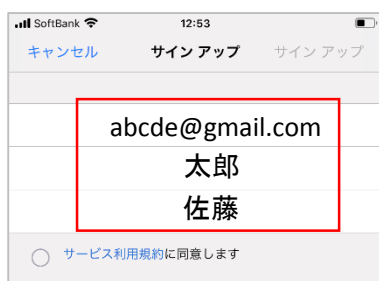 SoftBank 12:53
キャンセル サイン アップ サイン アップ
abcde@gmail.com
太郎
佐藤
サービス利用規約に同意します